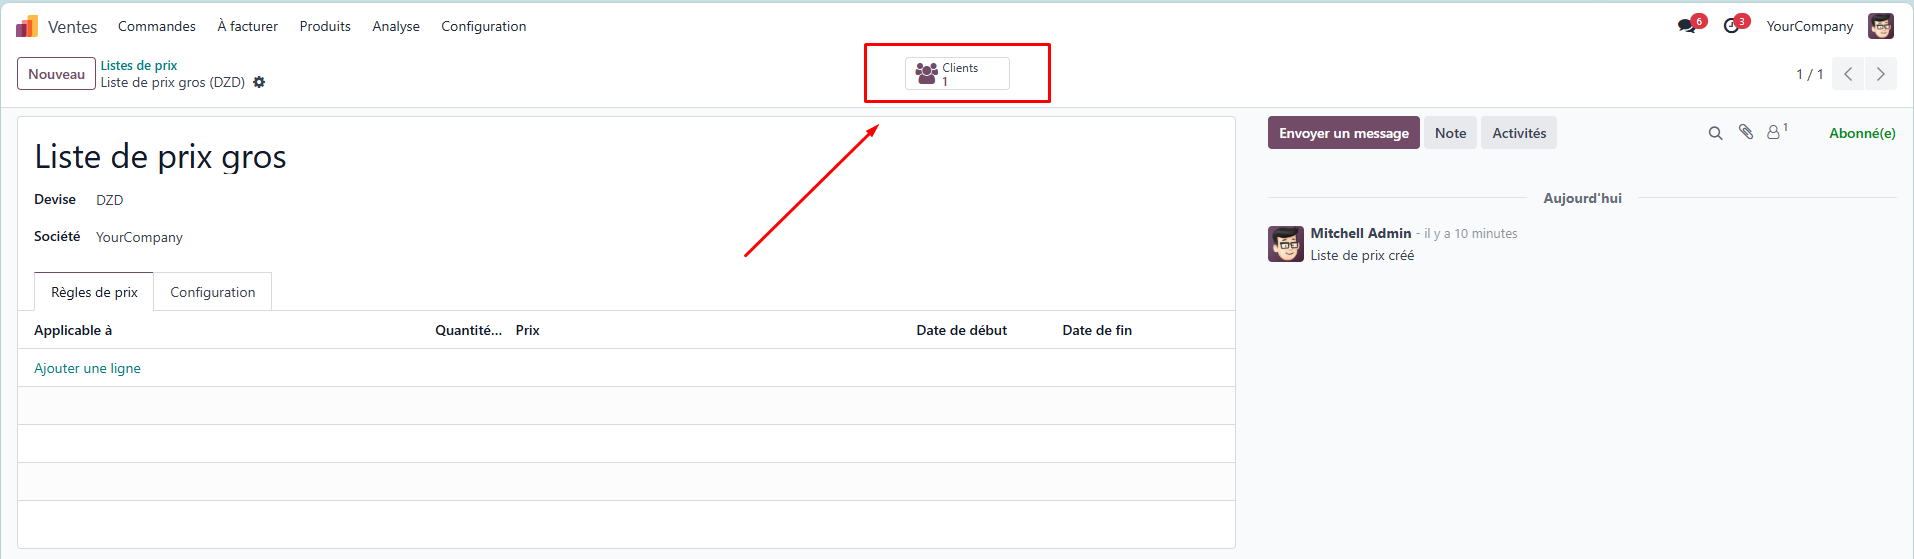 Ventes Commandes À facturer Produits Analyse Configuration 6 3 YourCompany
Nouveau Listes de prix
Liste de prix gros (DZD)
Clients
1
1 / 1
Envoyer un message Note Activités 1 Abonné(e)
Liste de prix gros
Devise DZD
Société YourCompany
Aujourd'hui
Mitchell Admin - il y a 10 minutes
Liste de prix créé
Règles de prix Configuration
Applicable à Quantité... Prix Date de début Date de fin
Ajouter une ligne